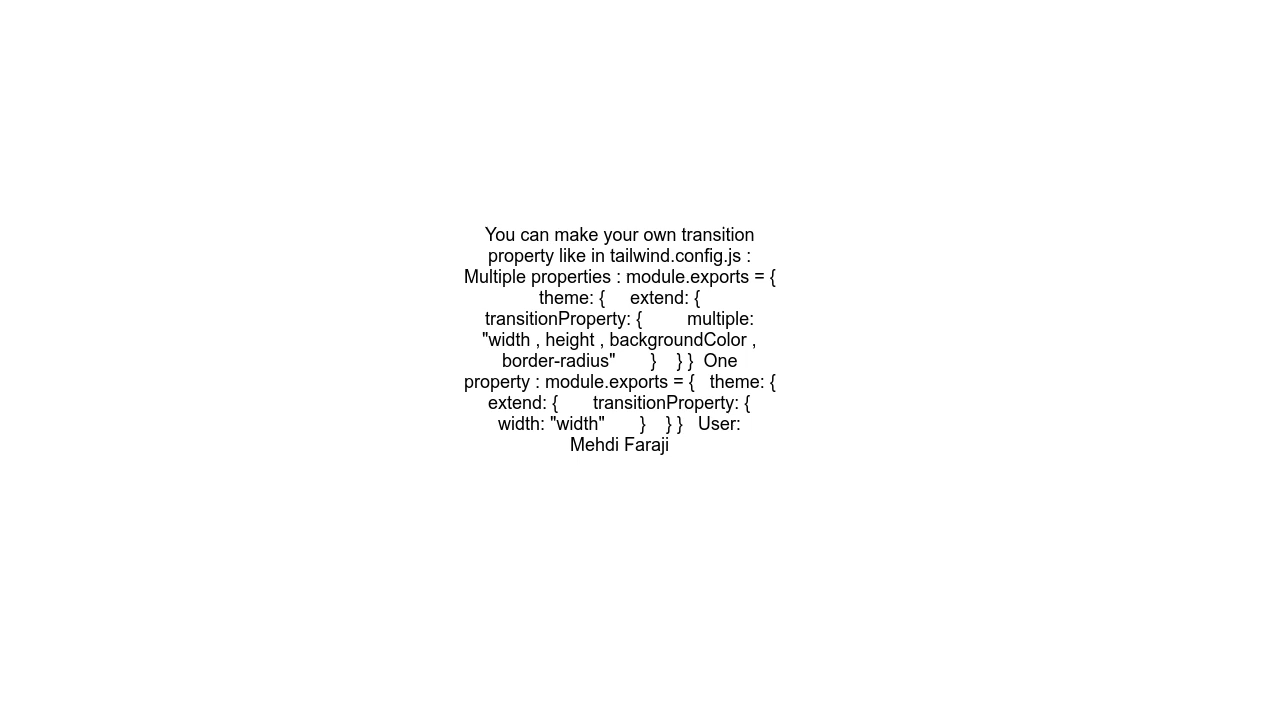 You can make your own transition
property like in tailwind.config.js :
Multiple properties : module.exports = {
theme: {     extend: {
transitionProperty: {         multiple:
"width , height , backgroundColor ,
border-radius"       }    } }  One
property : module.exports = {   theme: {
extend: {       transitionProperty: {
width: "width"       }    } }   User:
Mehdi Faraji